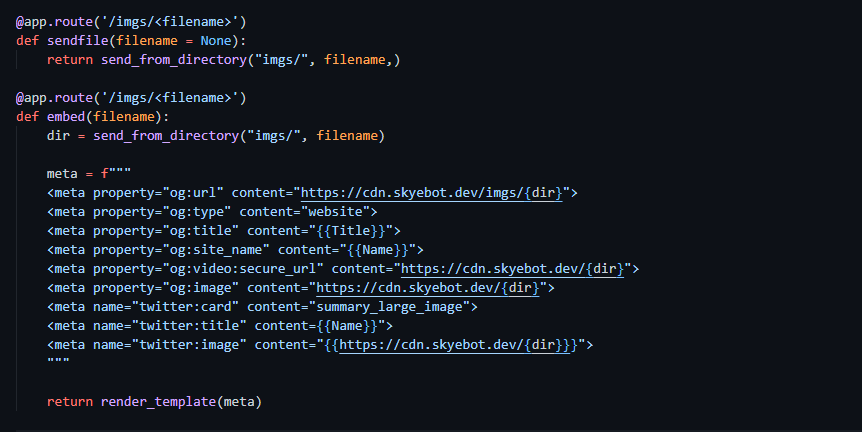 @app.route('/imgs/<filename>')
def sendfile(filename = None):
    return send_from_directory("imgs/", filename,)
@app.route('/imgs/<filename>')
def embed(filename):
    dir = send_from_directory("imgs/", filename)
    meta = f"""
    <meta property="og:url" content="https://cdn.skyebot.dev/imgs/{dir}">
    <meta property="og:type" content="website">
    <meta property="og:title" content="{{Title}}">
    <meta property="og:site_name" content="{{Name}}">
    <meta property="og:video:secure_url" content="https://cdn.skyebot.dev/{dir}">
    <meta property="og:image" content="https://cdn.skyebot.dev/{dir}">
    <meta name="twitter:card" content="summary_large_image">
    <meta name="twitter:title" content={{Name}}">
    <meta name="twitter:image" content="{{https://cdn.skyebot.dev/{dir}}}">
    """
    return render_template(meta)